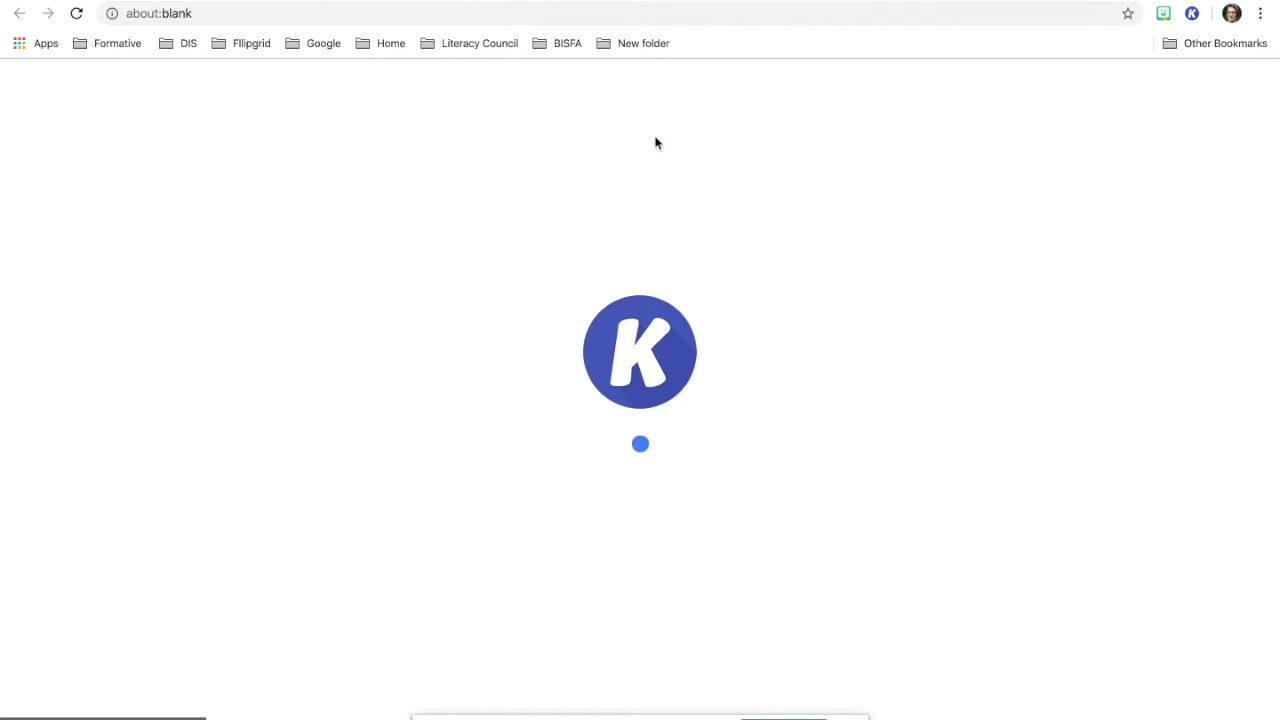 about:blank
Apps Formative DIS Flipgrid Google Home Literacy Council BISFA New folder Other Bookmarks
K